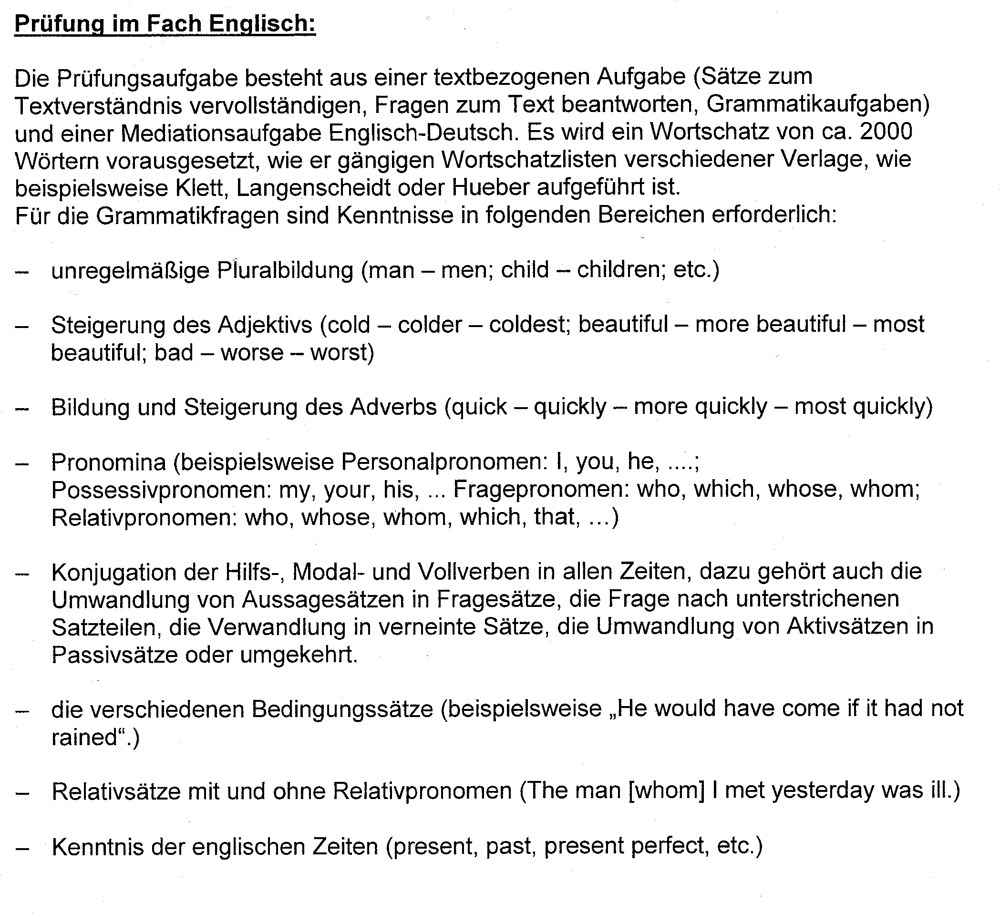 Prüfung im Fach Englisch:
Die Prüfungsaufgabe besteht aus einer textbezogenen Aufgabe (Sätze zum
Textverständnis vervollständigen, Fragen zum Text beantworten, Grammatikaufgaben)
und einer Mediationsaufgabe Englisch-Deutsch. Es wird ein Wortschatz von ca. 2000
Wörtern vorausgesetzt, wie er gängigen Wortschatzlisten verschiedener Verlage, wie
beispielsweise Klett, Langenscheidt oder Hueber aufgeführt ist.
Für die Grammatikfragen sind Kenntnisse in folgenden Bereichen erforderlich:
– unregelmäßige Pluralbildung (man – men; child – children; etc.)
– Steigerung des Adjektivs (cold – colder – coldest; beautiful – more beautiful – most
beautiful; bad – worse – worst)
– Bildung und Steigerung des Adverbs (quick – quickly – more quickly – most quickly)
– Pronomina (beispielsweise Personalpronomen: I, you, he, ....;
Possessivpronomen: my, your, his, ... Fragepronomen: who, which, whose, whom;
Relativpronomen: who, whose, whom, which, that, ...)
– Konjugation der Hilfs-, Modal- und Vollverben in allen Zeiten, dazu gehört auch die
Umwandlung von Aussagesätzen in Fragesätze, die Frage nach unterstrichenen
Satzteilen, die Verwandlung in verneinte Sätze, die Umwandlung von Aktivsätzen in
Passivsätze oder umgekehrt.
– die verschiedenen Bedingungssätze (beispielsweise „He would have come if it had not
rained“.)
– Relativsätze mit und ohne Relativpronomen (The man [whom] I met yesterday was ill.)
– Kenntnis der englischen Zeiten (present, past, present perfect, etc.)